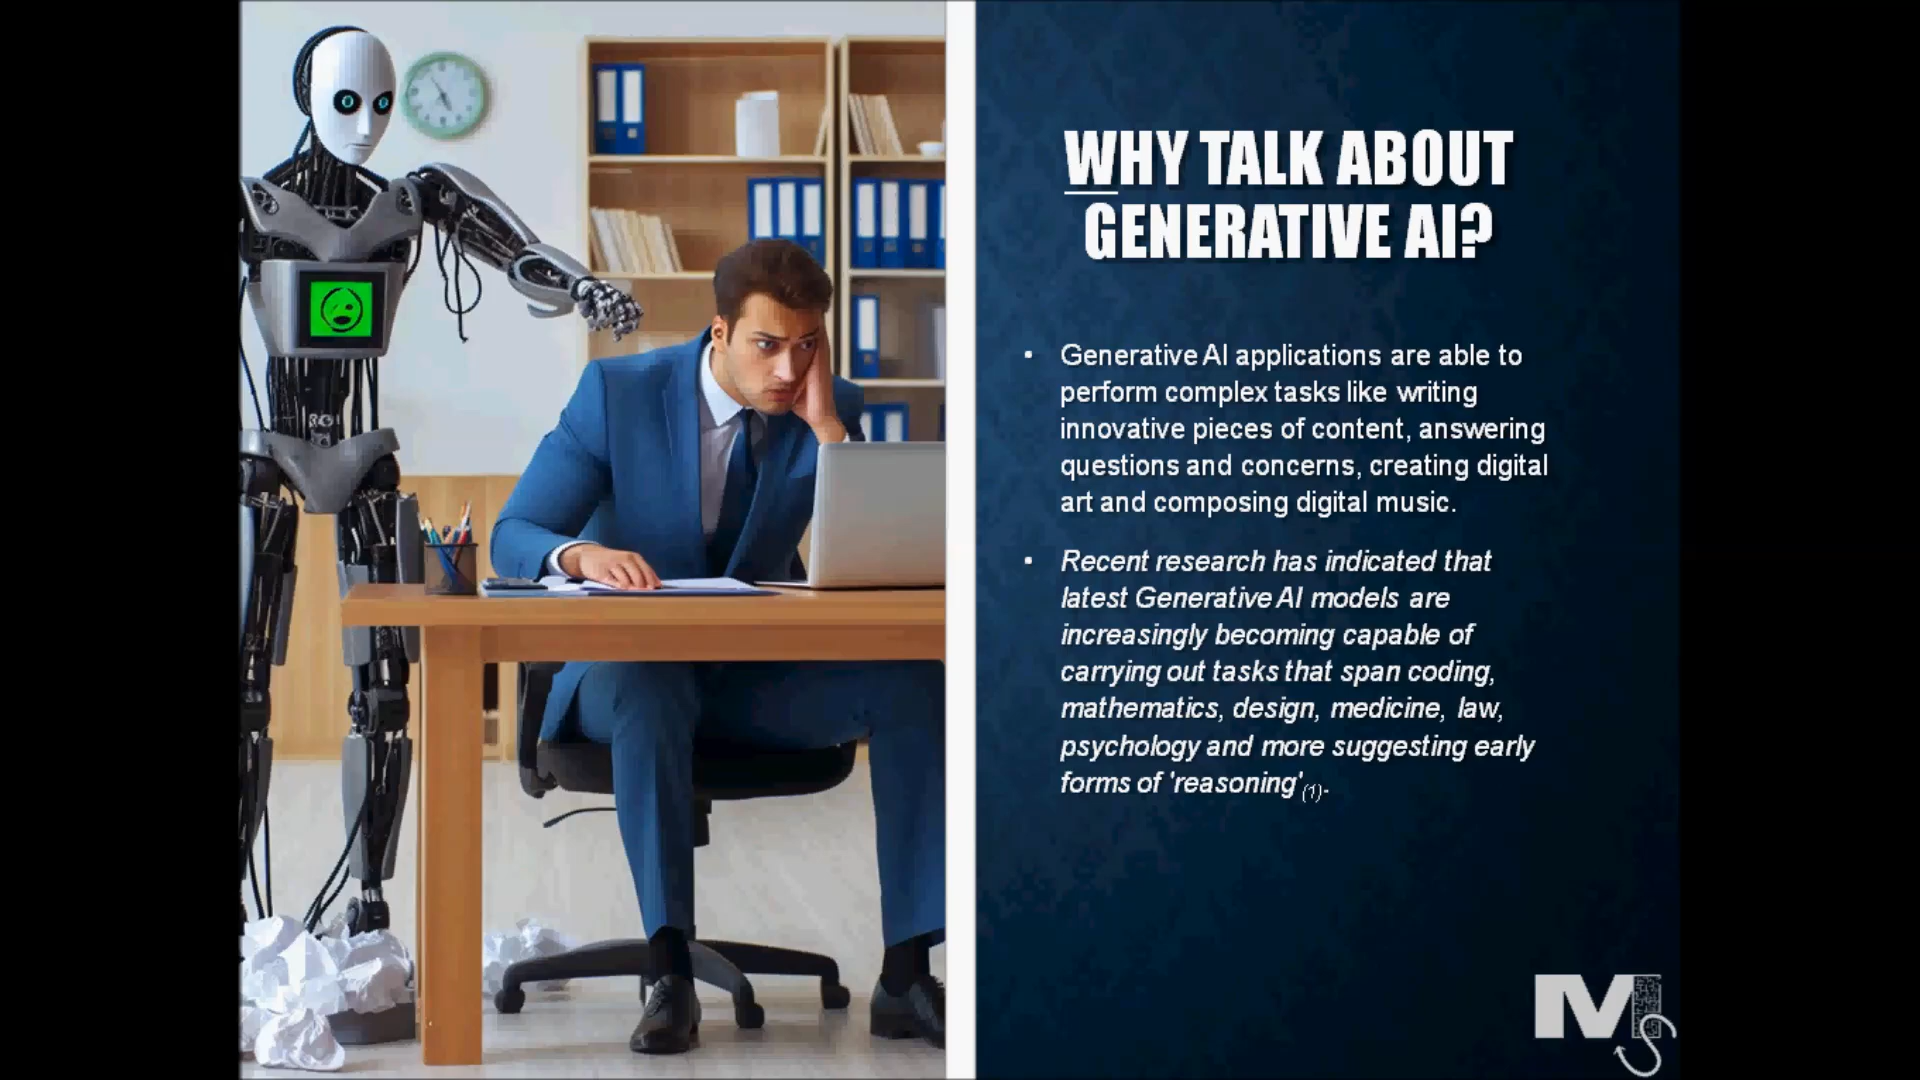 WHY TALK ABOUT
GENERATIVE AI?
• Generative AI applications are able to
perform complex tasks like writing
innovative pieces of content, answering
questions and concerns, creating digital
art and composing digital music.
• Recent research has indicated that
latest Generative AI models are
increasingly becoming capable of
carrying out tasks that span coding,
mathematics, design, medicine, law,
psychology and more suggesting early
forms of 'reasoning'(1).